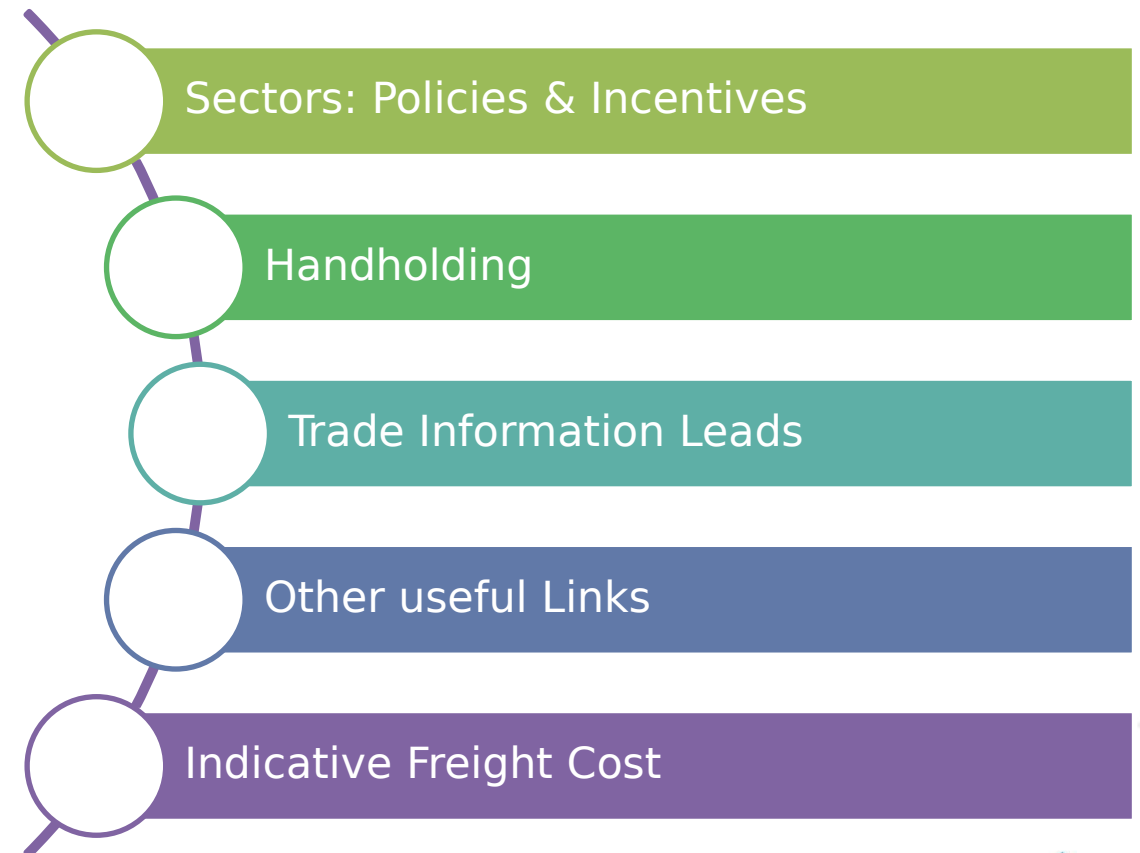 Sectors: Policies & Incentives
Handholding
Trade Information Leads
Other useful Links
Indicative Freight Cost